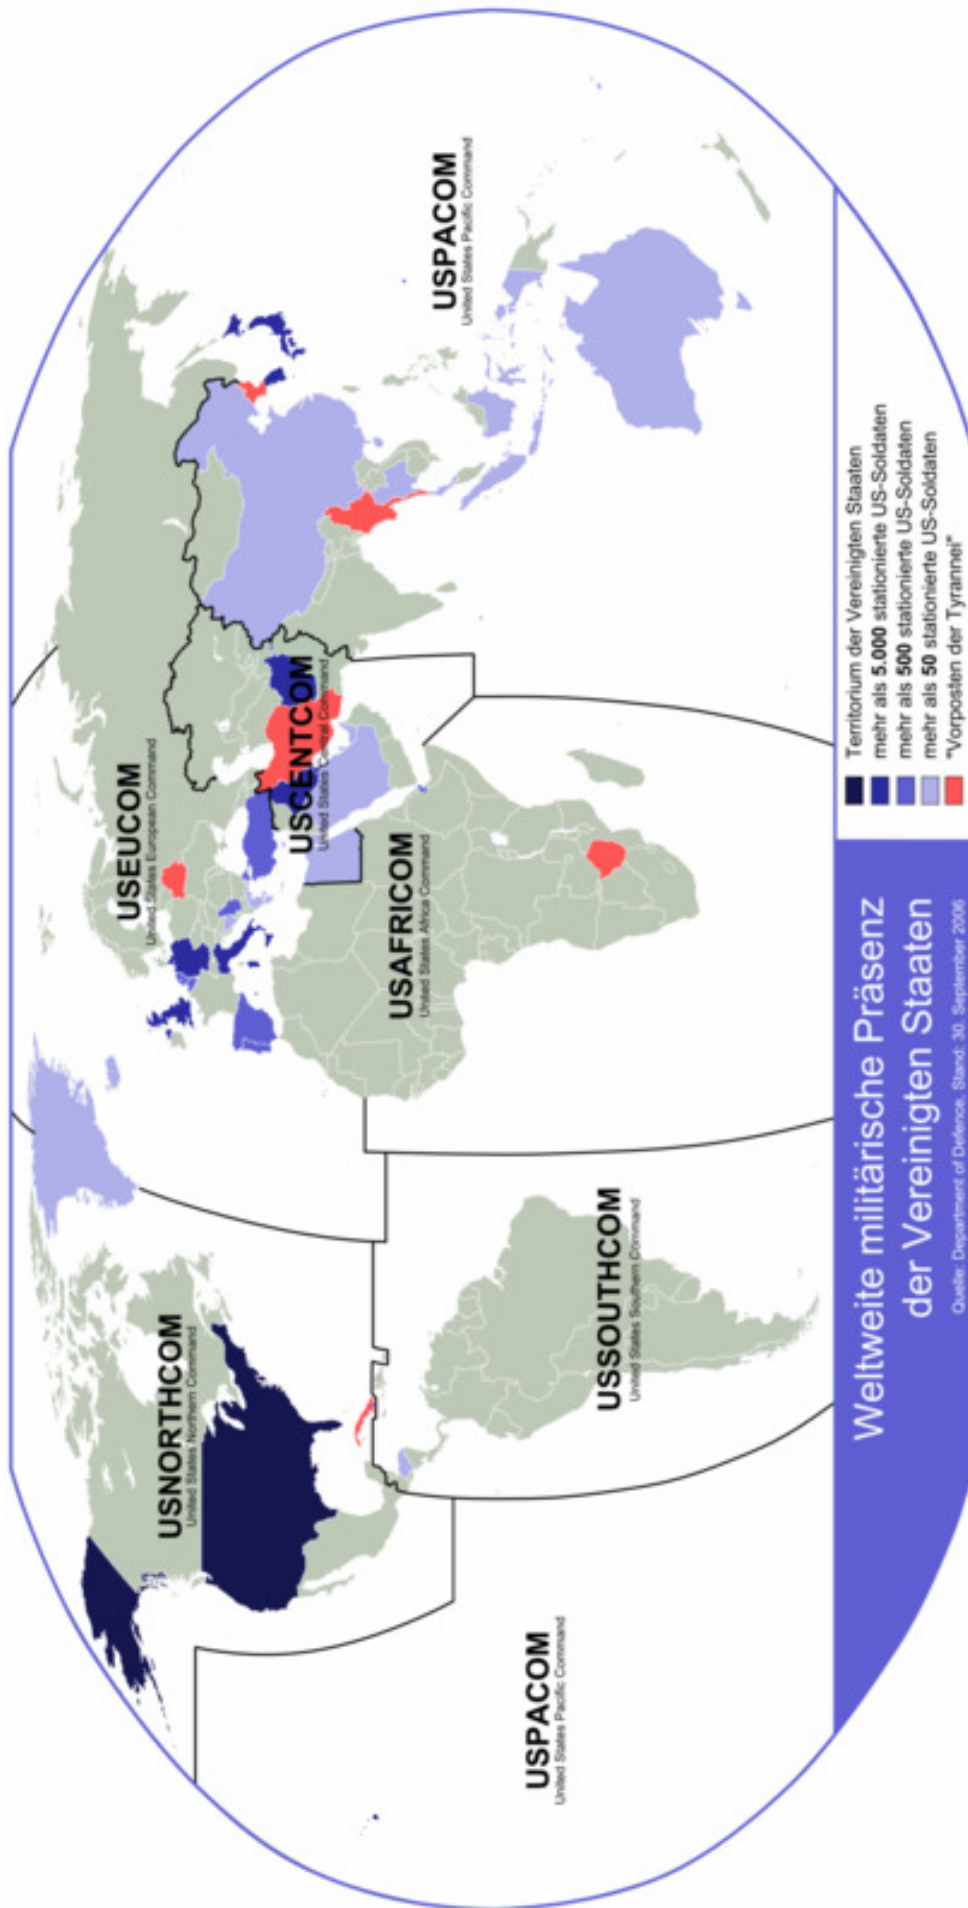 USNORTHCOM
United States Northern Command
USEUCOM
United States European Command
USCENTCOM
United States Central Command
USPACOM
United States Pacific Command
USAFRICOM
United States Africa Command
USPACOM
United States Pacific Command
USSOUTHCOM
United States Southern Command
Weltweite militärische Präsenz
der Vereinigten Staaten
Quelle: Department of Defence, Stand: 30. September 2006
Territorium der Vereinigten Staaten
mehr als 5.000 stationierte US-Soldaten
mehr als 500 stationierte US-Soldaten
mehr als 50 stationierte US-Soldaten
"Vorposten der Tyrannei"